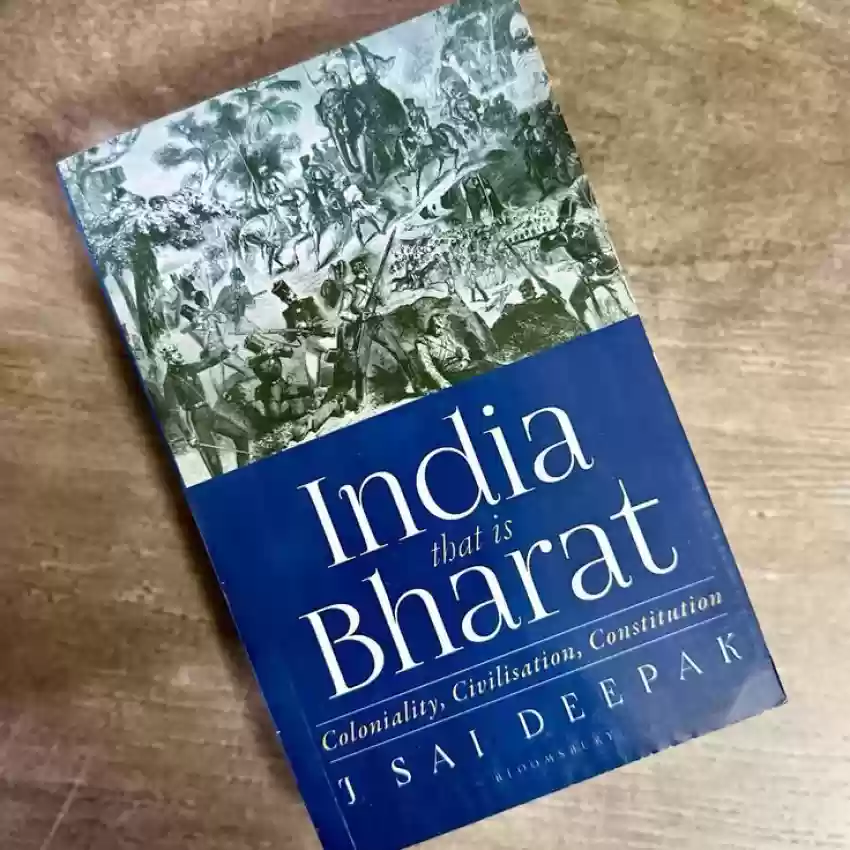 India
that is
Bharat
Coloniality, Civilisation, Constitution
J SAI DEEPAK
BLOOMSBURY